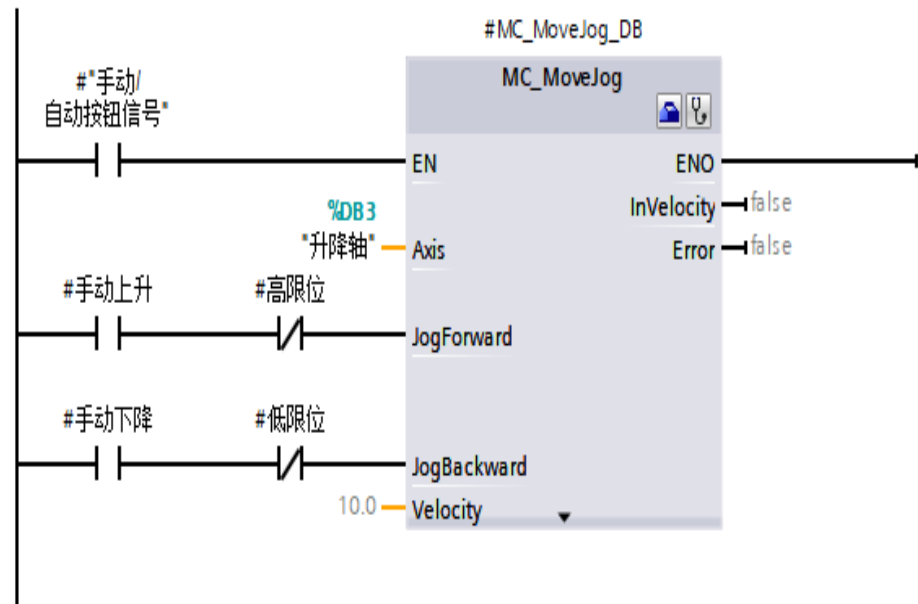 #MC_MoveJog_DB
MC_MoveJog
#"手动/
自动按钮信号"
EN
ENO
%DB3
"升降轴"
Axis
InVelocity
false
Error
false
#手动上升
#高限位
JogForward
#手动下降
#低限位
JogBackward
10.0
Velocity